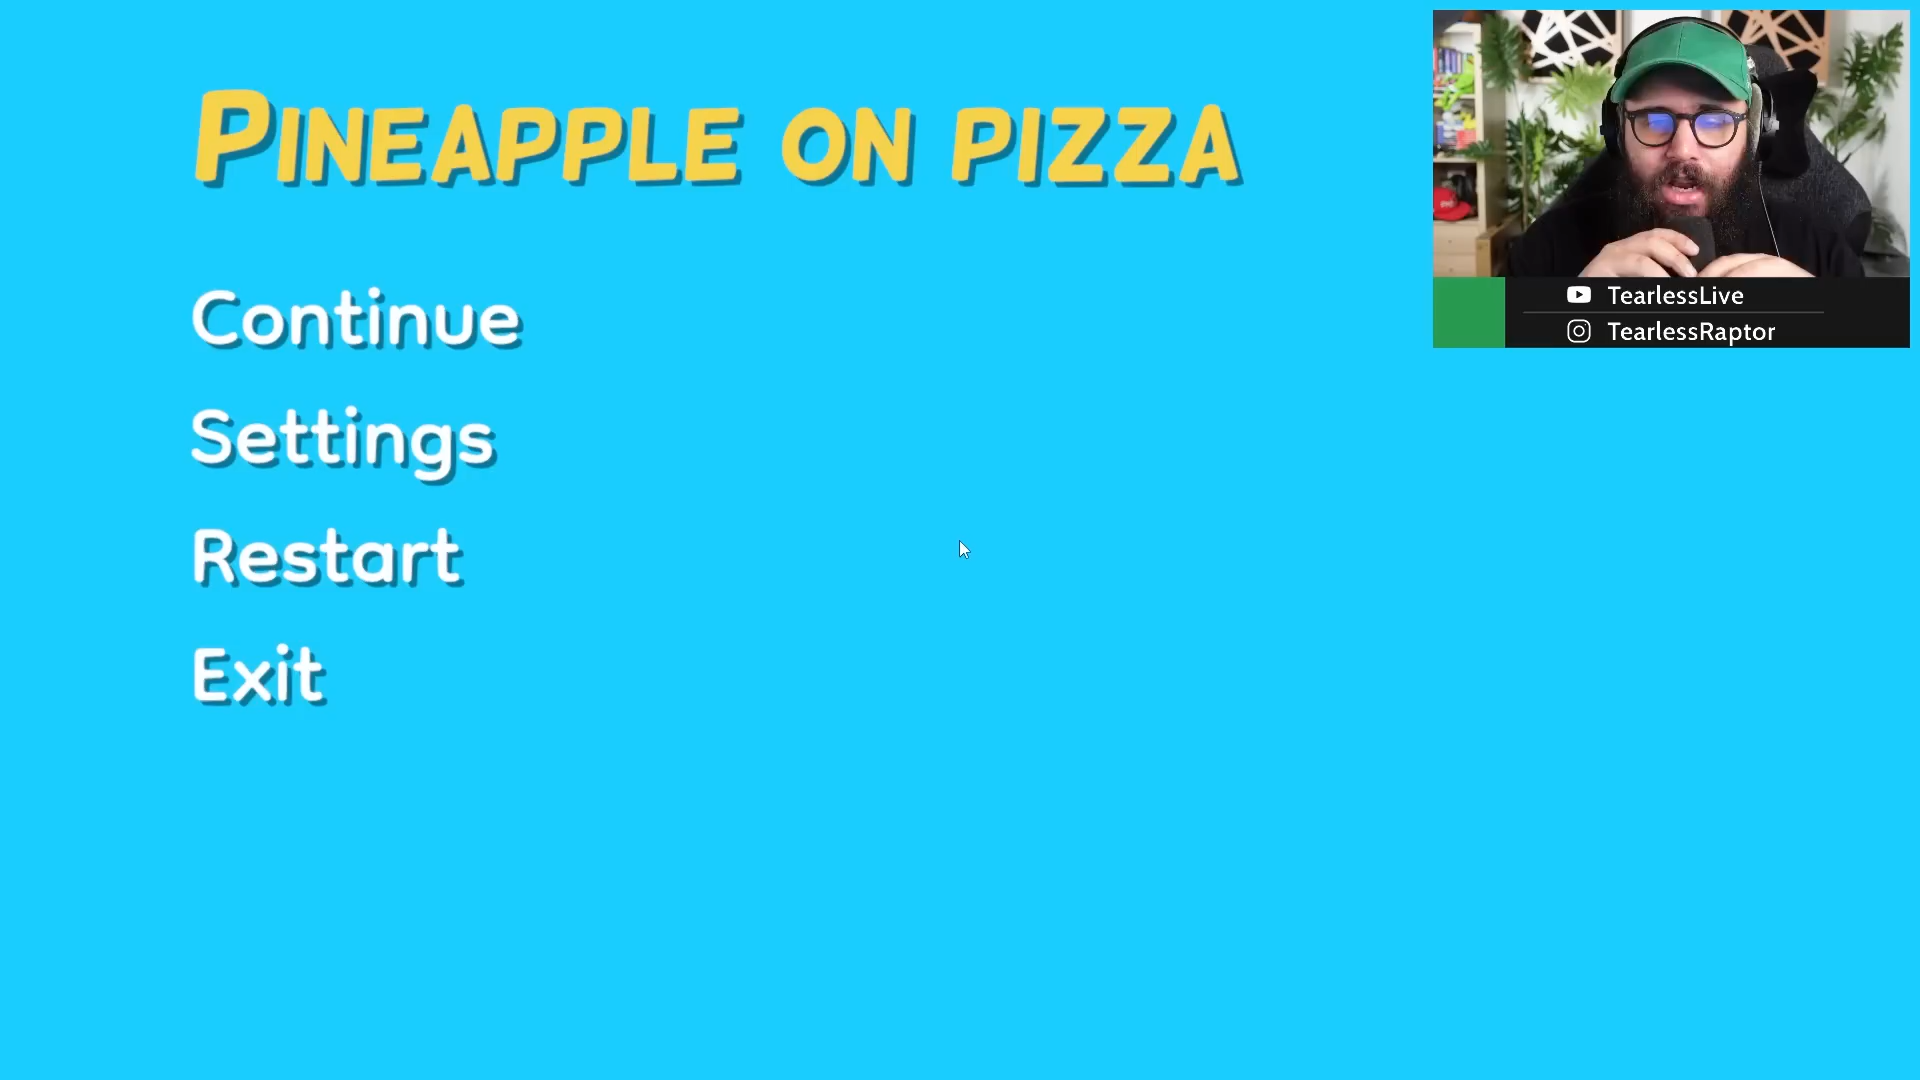 Pineapple on pizza
Continue
Settings
Restart
Exit
TearlessLive
TearlessRaptor